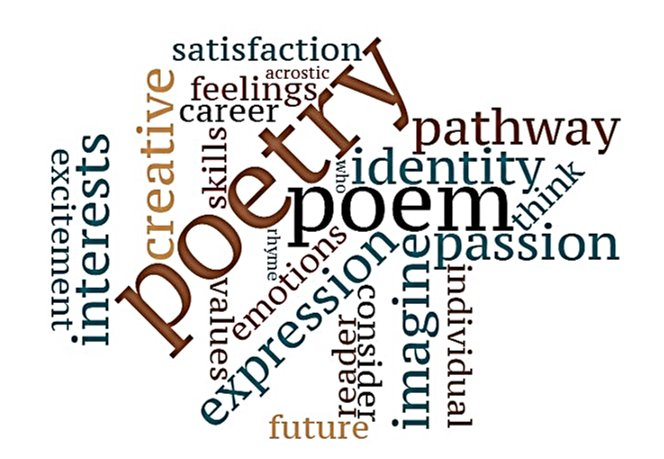 satisfaction
acrostic
feelings
career
creative
poetry
pathway
interests
excitement
skills
who
identity
poem
think
rhyme
emotions
passion
expression
values
imagine
individual
consider
reader
future